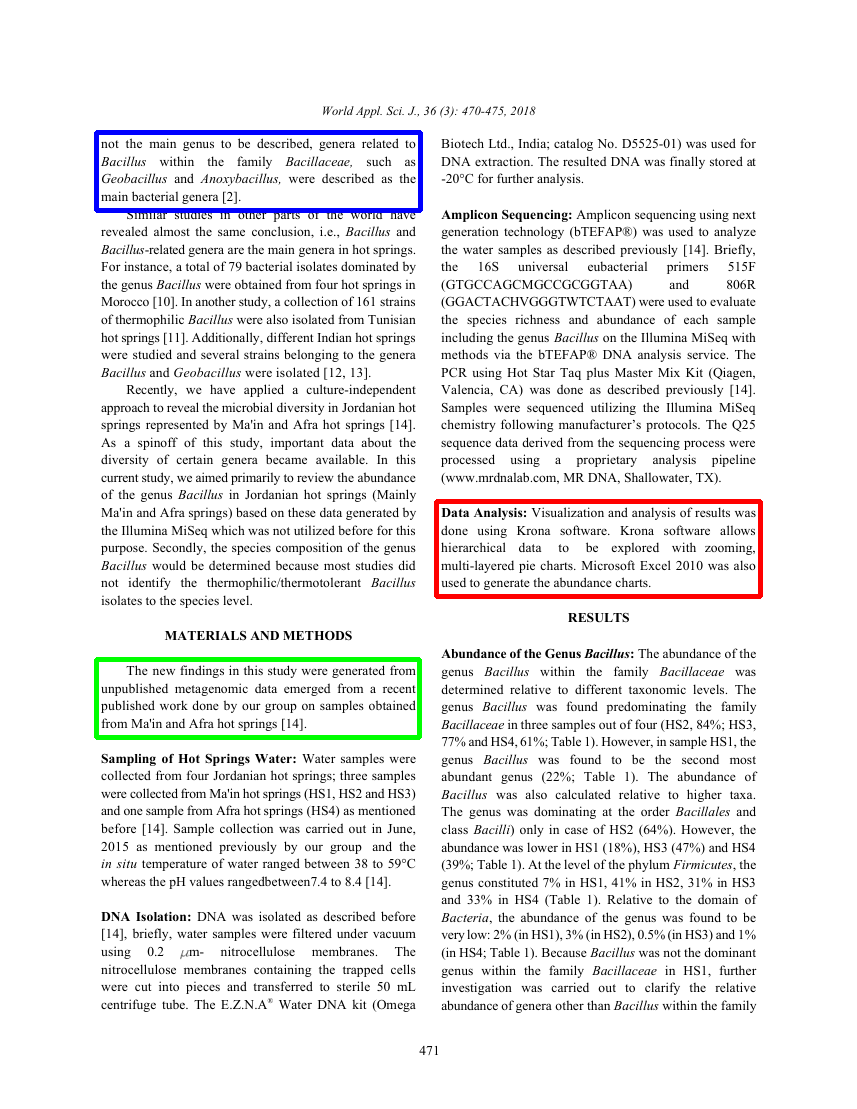 World Appl. Sci. J., 36 (3): 470-475, 2018
not the main genus to be described, genera related to
Bacillus within the family Bacillaceae, such as
Geobacillus and Anoxybacillus, were described as the
main bacterial genera [2].
Similar studies in other parts of the world have
revealed almost the same conclusion, i.e., Bacillus and
Bacillus-related genera are the main genera in hot springs.
For instance, a total of 79 bacterial isolates dominated by
the genus Bacillus were obtained from four hot springs in
Morocco [10]. In another study, a collection of 161 strains
of thermophilic Bacillus were also isolated from Tunisian
hot springs [11]. Additionally, different Indian hot springs
were studied and several strains belonging to the genera
Bacillus and Geobacillus were isolated [12, 13].
Recently, we have applied a culture-independent
approach to reveal the microbial diversity in Jordanian hot
springs represented by Ma'in and Afra hot springs [14].
As a spinoff of this study, important data about the
diversity of certain genera became available. In this
current study, we aimed primarily to review the abundance
of the genus Bacillus in Jordanian hot springs (Mainly
Ma'in and Afra springs) based on these data generated by
the Illumina MiSeq which was not utilized before for this
purpose. Secondly, the species composition of the genus
Bacillus would be determined because most studies did
not identify the thermophilic/thermotolerant Bacillus
isolates to the species level.
MATERIALS AND METHODS
The new findings in this study were generated from
unpublished metagenomic data emerged from a recent
published work done by our group on samples obtained
from Ma'in and Afra hot springs [14].
Sampling of Hot Springs Water: Water samples were
collected from four Jordanian hot springs; three samples
were collected from Ma'in hot springs (HS1, HS2 and HS3)
and one sample from Afra hot springs (HS4) as mentioned
before [14]. Sample collection was carried out in June,
2015 as mentioned previously by our group and the
in situ temperature of water ranged between 38 to 59°C
whereas the pH values rangedbetween7.4 to 8.4 [14].
DNA Isolation: DNA was isolated as described before
[14], briefly, water samples were filtered under vacuum
using 0.2 μm- nitrocellulose membranes. The
nitrocellulose membranes containing the trapped cells
were cut into pieces and transferred to sterile 50 mL
centrifuge tube. The E.Z.N.A® Water DNA kit (Omega
Biotech Ltd., India; catalog No. D5525-01) was used for
DNA extraction. The resulted DNA was finally stored at
-20°C for further analysis.
Amplicon Sequencing: Amplicon sequencing using next
generation technology (bTEFAP®) was used to analyze
the water samples as described previously [14]. Briefly,
the 16S universal eubacterial primers 515F
(GTGCCAGCMGCCGCGGTAA) and 806R
(GGACTACHVGGGTWTCTAAT) were used to evaluate
the species richness and abundance of each sample
including the genus Bacillus on the Illumina MiSeq with
methods via the bTEFAP® DNA analysis service. The
PCR using Hot Star Taq plus Master Mix Kit (Qiagen,
Valencia, CA) was done as described previously [14].
Samples were sequenced utilizing the Illumina MiSeq
chemistry following manufacturer's protocols. The Q25
sequence data derived from the sequencing process were
processed using a proprietary analysis pipeline
(www.mrdnalab.com, MR DNA, Shallowater, TX).
Data Analysis: Visualization and analysis of results was
done using Krona software. Krona software allows
hierarchical data to be explored with zooming,
multi-layered pie charts. Microsoft Excel 2010 was also
used to generate the abundance charts.
RESULTS
Abundance of the Genus Bacillus: The abundance of the
genus Bacillus within the family Bacillaceae was
determined relative to different taxonomic levels. The
genus Bacillus was found predominating the family
Bacillaceae in three samples out of four (HS2, 84%; HS3,
77% and HS4, 61%; Table 1). However, in sample HS1, the
genus Bacillus was found to be the second most
abundant genus (22%; Table 1). The abundance of
Bacillus was also calculated relative to higher taxa.
The genus was dominating at the order Bacillales and
class Bacilli) only in case of HS2 (64%). However, the
abundance was lower in HS1 (18%), HS3 (47%) and HS4
(39%; Table 1). At the level of the phylum Firmicutes, the
genus constituted 7% in HS1, 41% in HS2, 31% in HS3
and 33% in HS4 (Table 1). Relative to the domain of
Bacteria, the abundance of the genus was found to be
very low: 2% (in HS1), 3% (in HS2), 0.5% (in HS3) and 1%
(in HS4; Table 1). Because Bacillus was not the dominant
genus within the family Bacillaceae in HS1, further
investigation was carried out to clarify the relative
abundance of genera other than Bacillus within the family
471